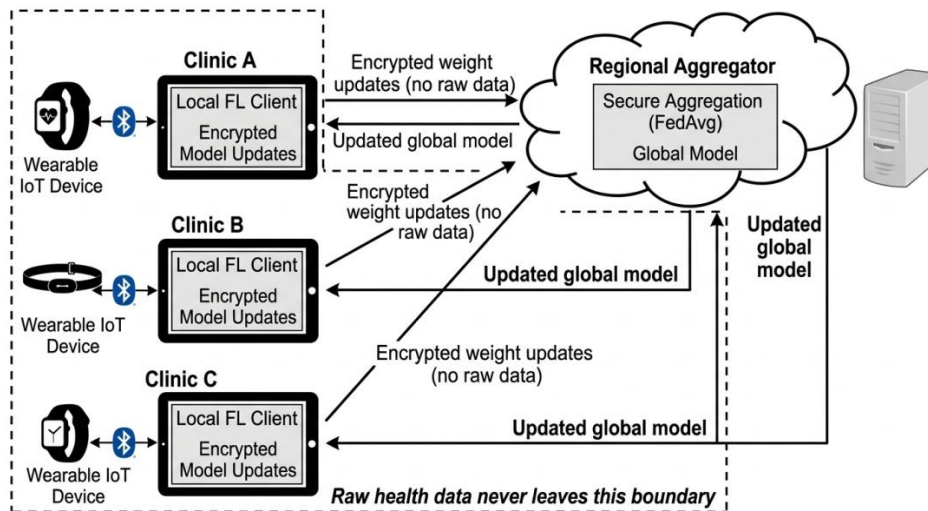 Clinic A
Local FL Client
Encrypted
Model Updates
Wearable
IoT Device
Encrypted weight
updates (no raw data)
Updated global model
Regional Aggregator
Secure Aggregation
(FedAvg)
Global Model
Clinic B
Local FL Client
Encrypted
Model Updates
Wearable IoT
Device
Encrypted
weight updates (no
raw data)
Updated global model
Updated
global
model
Clinic C
Local FL Client
Encrypted
Model Updates
Wearable IoT
Device
Encrypted weight updates
(no raw data)
Updated global model
Raw health data never leaves this boundary